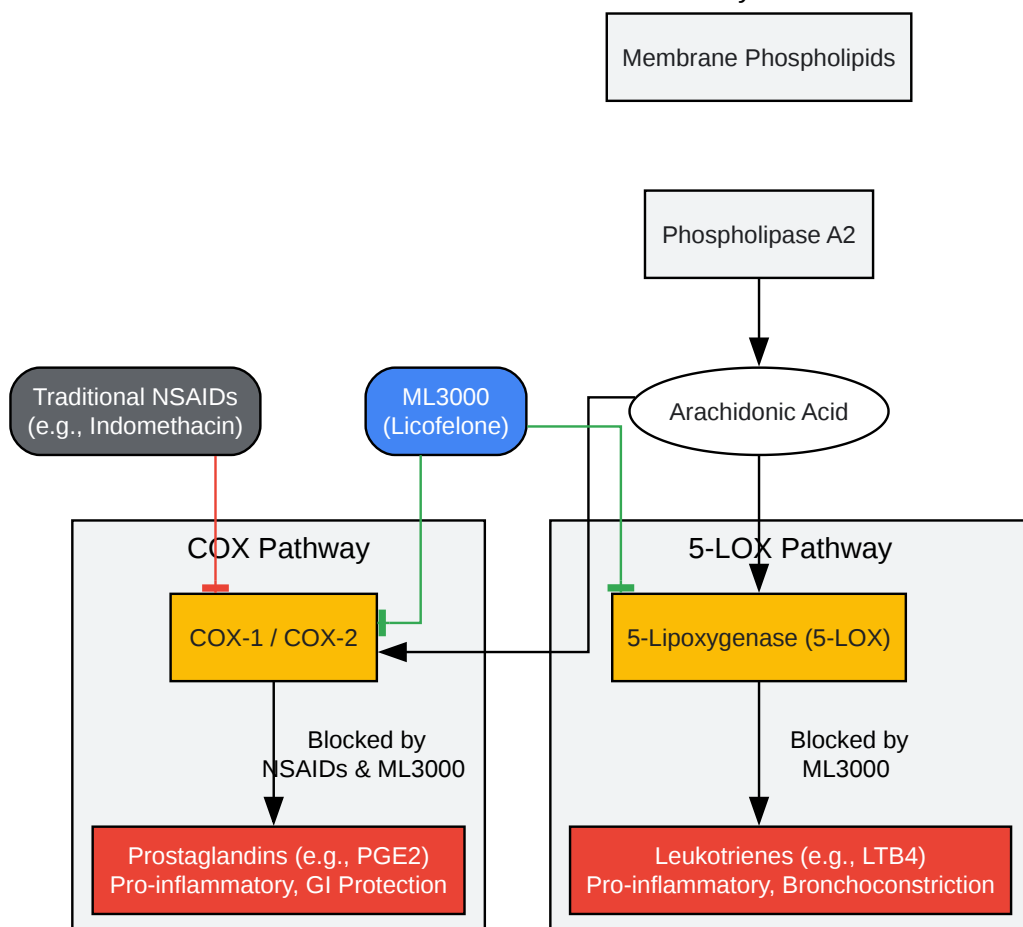 Membrane Phospholipids
Phospholipase A2
Traditional NSAIDs
(e.g., Indomethacin)
ML3000
(Licofelone)
Arachidonic Acid
COX Pathway
5-LOX Pathway
COX-1 / COX-2
5-Lipoxygenase (5-LOX)
Blocked by
NSAIDs & ML3000
Blocked by
ML3000
Prostaglandins (e.g., PGE2)
Pro-inflammatory, GI Protection
Leukotrienes (e.g., LTB4)
Pro-inflammatory, Bronchoconstriction